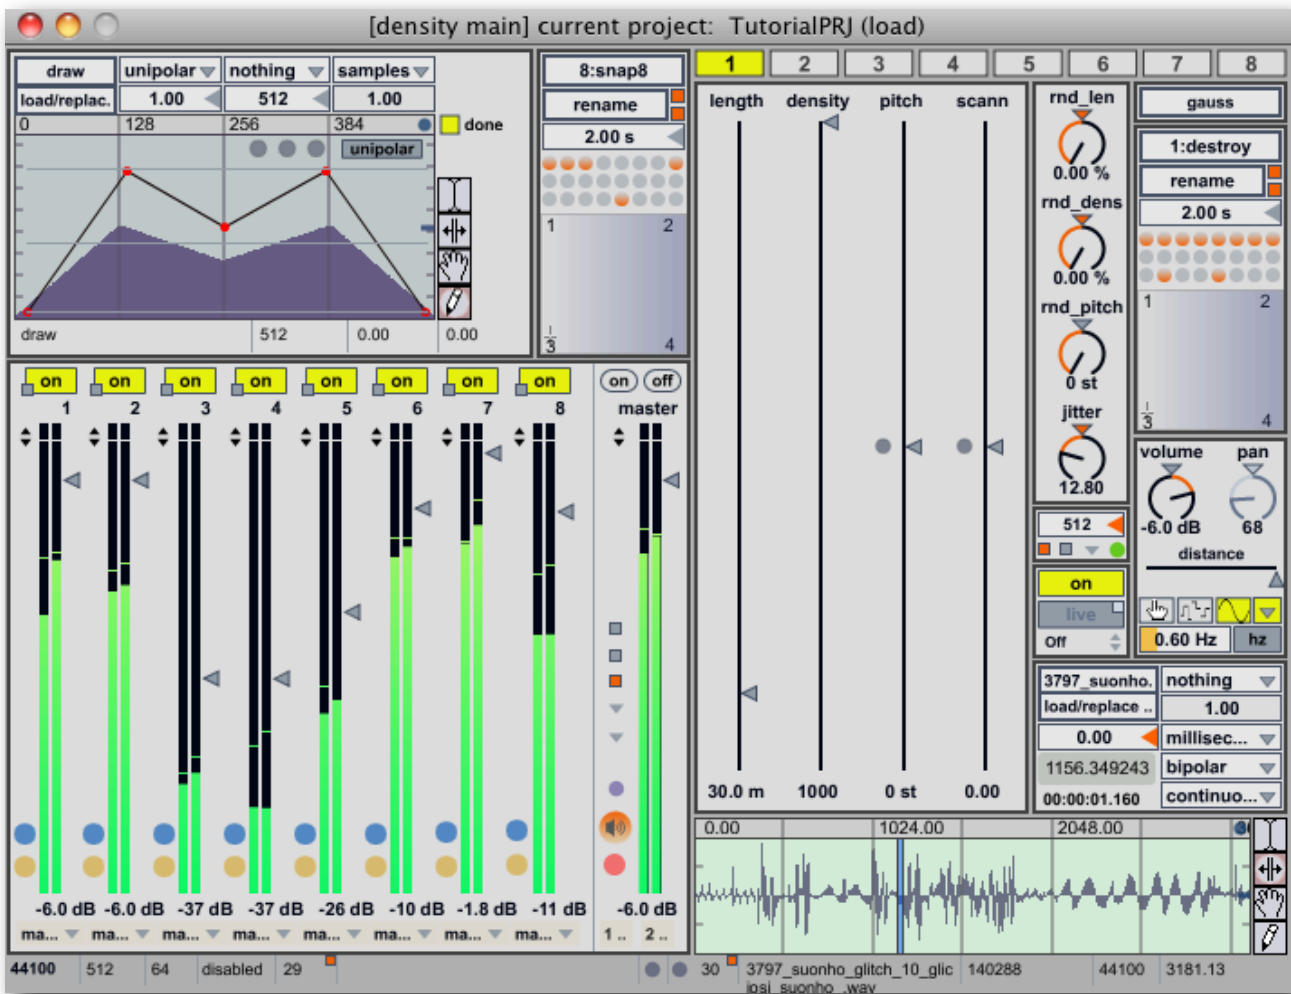 [density main] current project: TutorialPRJ (load)
draw
unipolar
nothing
samples
load/replac.
1.00
512
1.00
0
128
256
384
done
unipolar
draw
512
0.00
0.00
8:snap8
rename
2.00 s
1
2
1
3
4
1
2
3
4
5
6
7
8
length
density
pitch
scann
30.0 m
1000
0 st
0.00
rnd_len
0.00 %
rnd_dens
0.00 %
rnd_pitch
0 st
jitter
12.80
gauss
1:destroy
rename
2.00 s
1
2
1
3
4
512
on
live
Off
volume
pan
-6.0 dB
68
distance
0.60 Hz
hz
on
on
on
on
on
on
on
on
on
off
1
2
3
4
5
6
7
8
master
-6.0 dB
-6.0 dB
-37 dB
-37 dB
-26 dB
-10 dB
-1.8 dB
-11 dB
-6.0 dB
ma...
ma...
ma...
ma...
ma...
ma...
ma...
ma...
1 ..
2 ..
3797_suonho.
nothing
load/replace ..
1.00
0.00
millisec...
1156.349243
bipolar
00:00:01.160
continuo...
0.00
1024.00
2048.00
44100
512
64
disabled
29
30
3797_suonho_glitch_10_glic
josi_suonho_.wav
140288
44100
3181.13